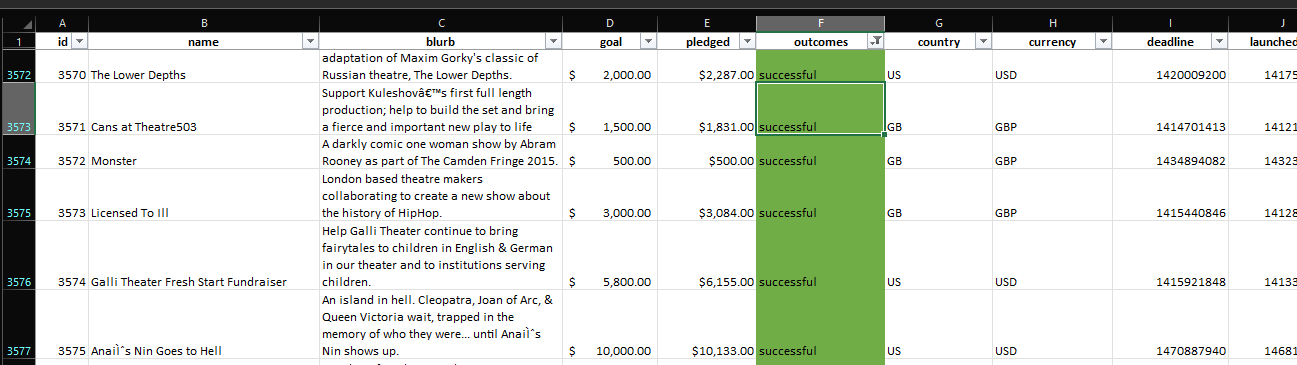 A B C D E F G H I J
1 id name blurb goal pledged outcomes country currency deadline launched
adaptation of Maxim Gorky's classic of
3572 3570 The Lower Depths Russian theatre, The Lower Depths. $ 2,000.00 $2,287.00 successful US USD 1420009200 14175
Support Kuleshovâ€™s first full length
production; help to build the set and bring
3573 3571 Cans at Theatre503 a fierce and important new play to life $ 1,500.00 $1,831.00 successful GB GBP 1414701413 14121
A darkly comic one woman show by Abram
3574 3572 Monster Rooney as part of The Camden Fringe 2015. $ 500.00 $500.00 successful GB GBP 1434894082 14323
London based theatre makers
collaborating to create a new show about
3575 3573 Licensed To Ill the history of HipHop. $ 3,000.00 $3,084.00 successful GB GBP 1415440846 14128
Help Galli Theater continue to bring
fairytales to children in English & German
in our theater and to institutions serving
3576 3574 Galli Theater Fresh Start Fundraiser children. $ 5,800.00 $6,155.00 successful US USD 1415921848 14133
An island in hell. Cleopatra, Joan of Arc, &
Queen Victoria wait, trapped in the
memory of who they were... until AnaiÌˆs
3577 3575 AnaiÌˆs Nin Goes to Hell Nin shows up. $ 10,000.00 $10,133.00 successful US USD 1470887940 14681